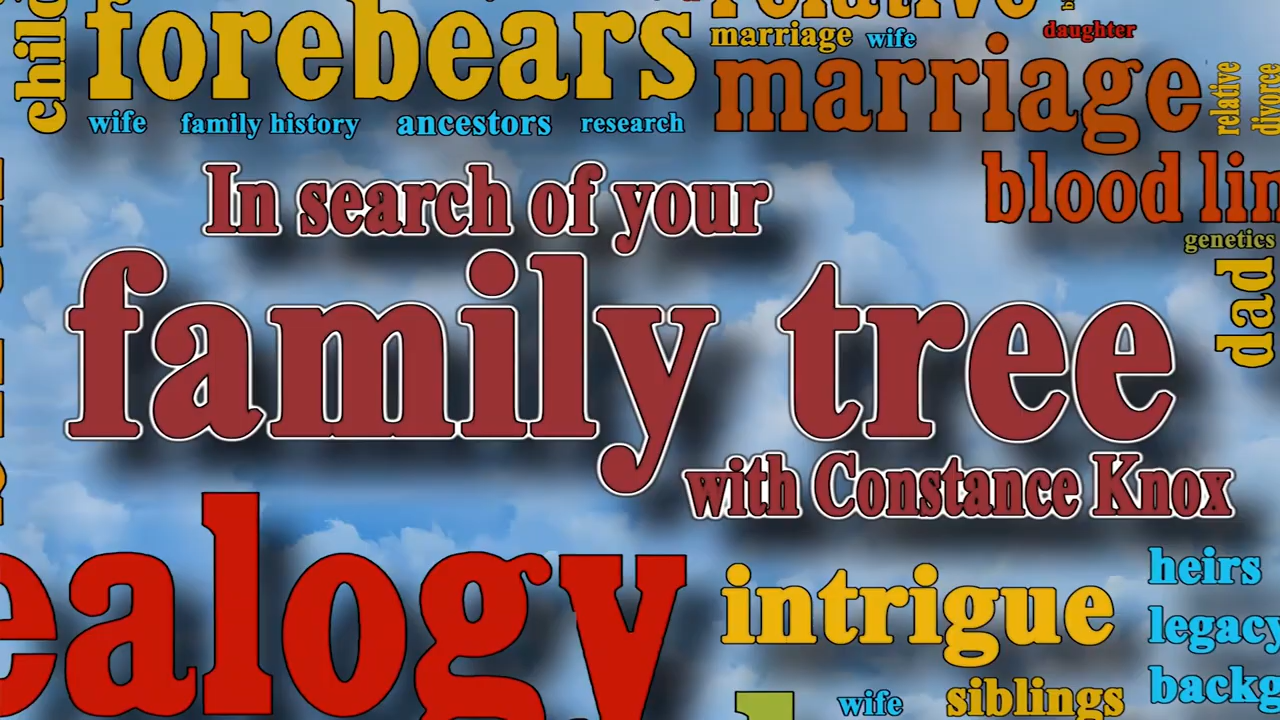 forebears
marriage wife
daughter
marriage
wife family history ancestors research
relative
divorce
blood lin
genetics
dad
In search of your
family tree
with Constance Knox
ealogy
intrigue
heirs
legacy
backg
wife siblings